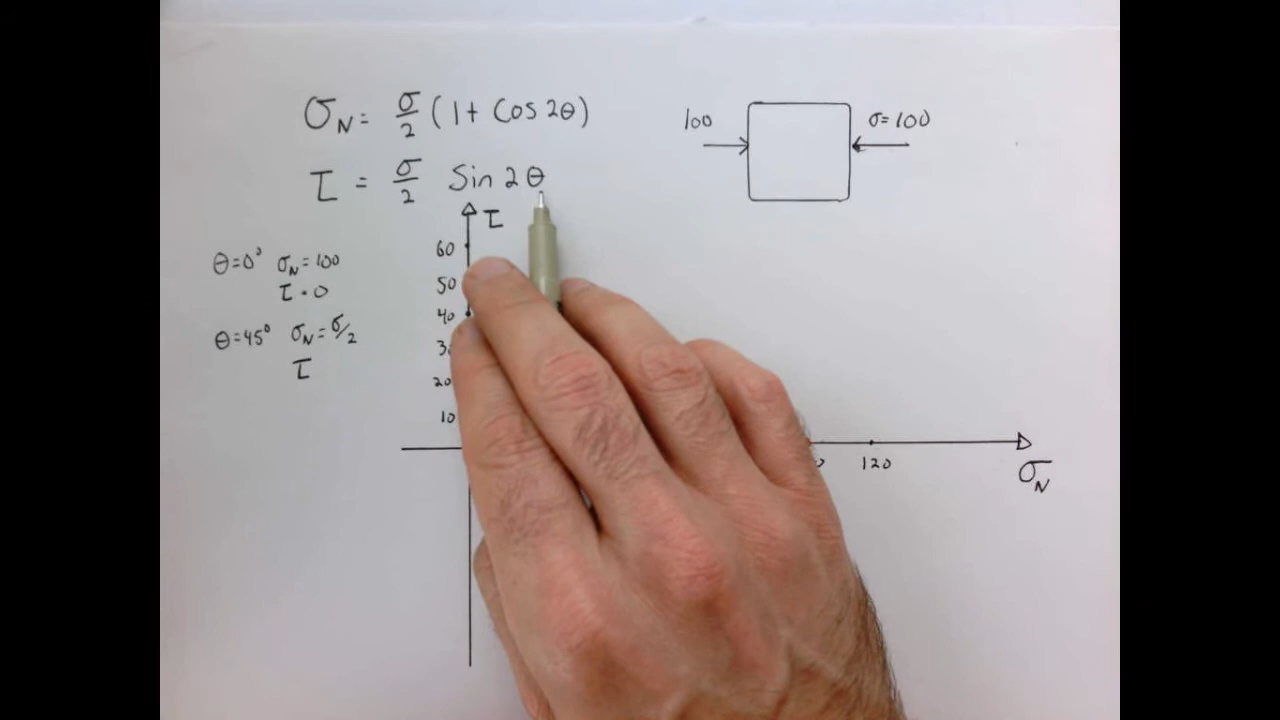 σN = σ/2 (1 + Cos 2θ)
100
σ = 100
τ = σ/2 Sin 2θ
τ
60
50
40
20
10
θ=0° σN = 100
τ = 0
θ=45° σN = σ/2
τ
120
σN